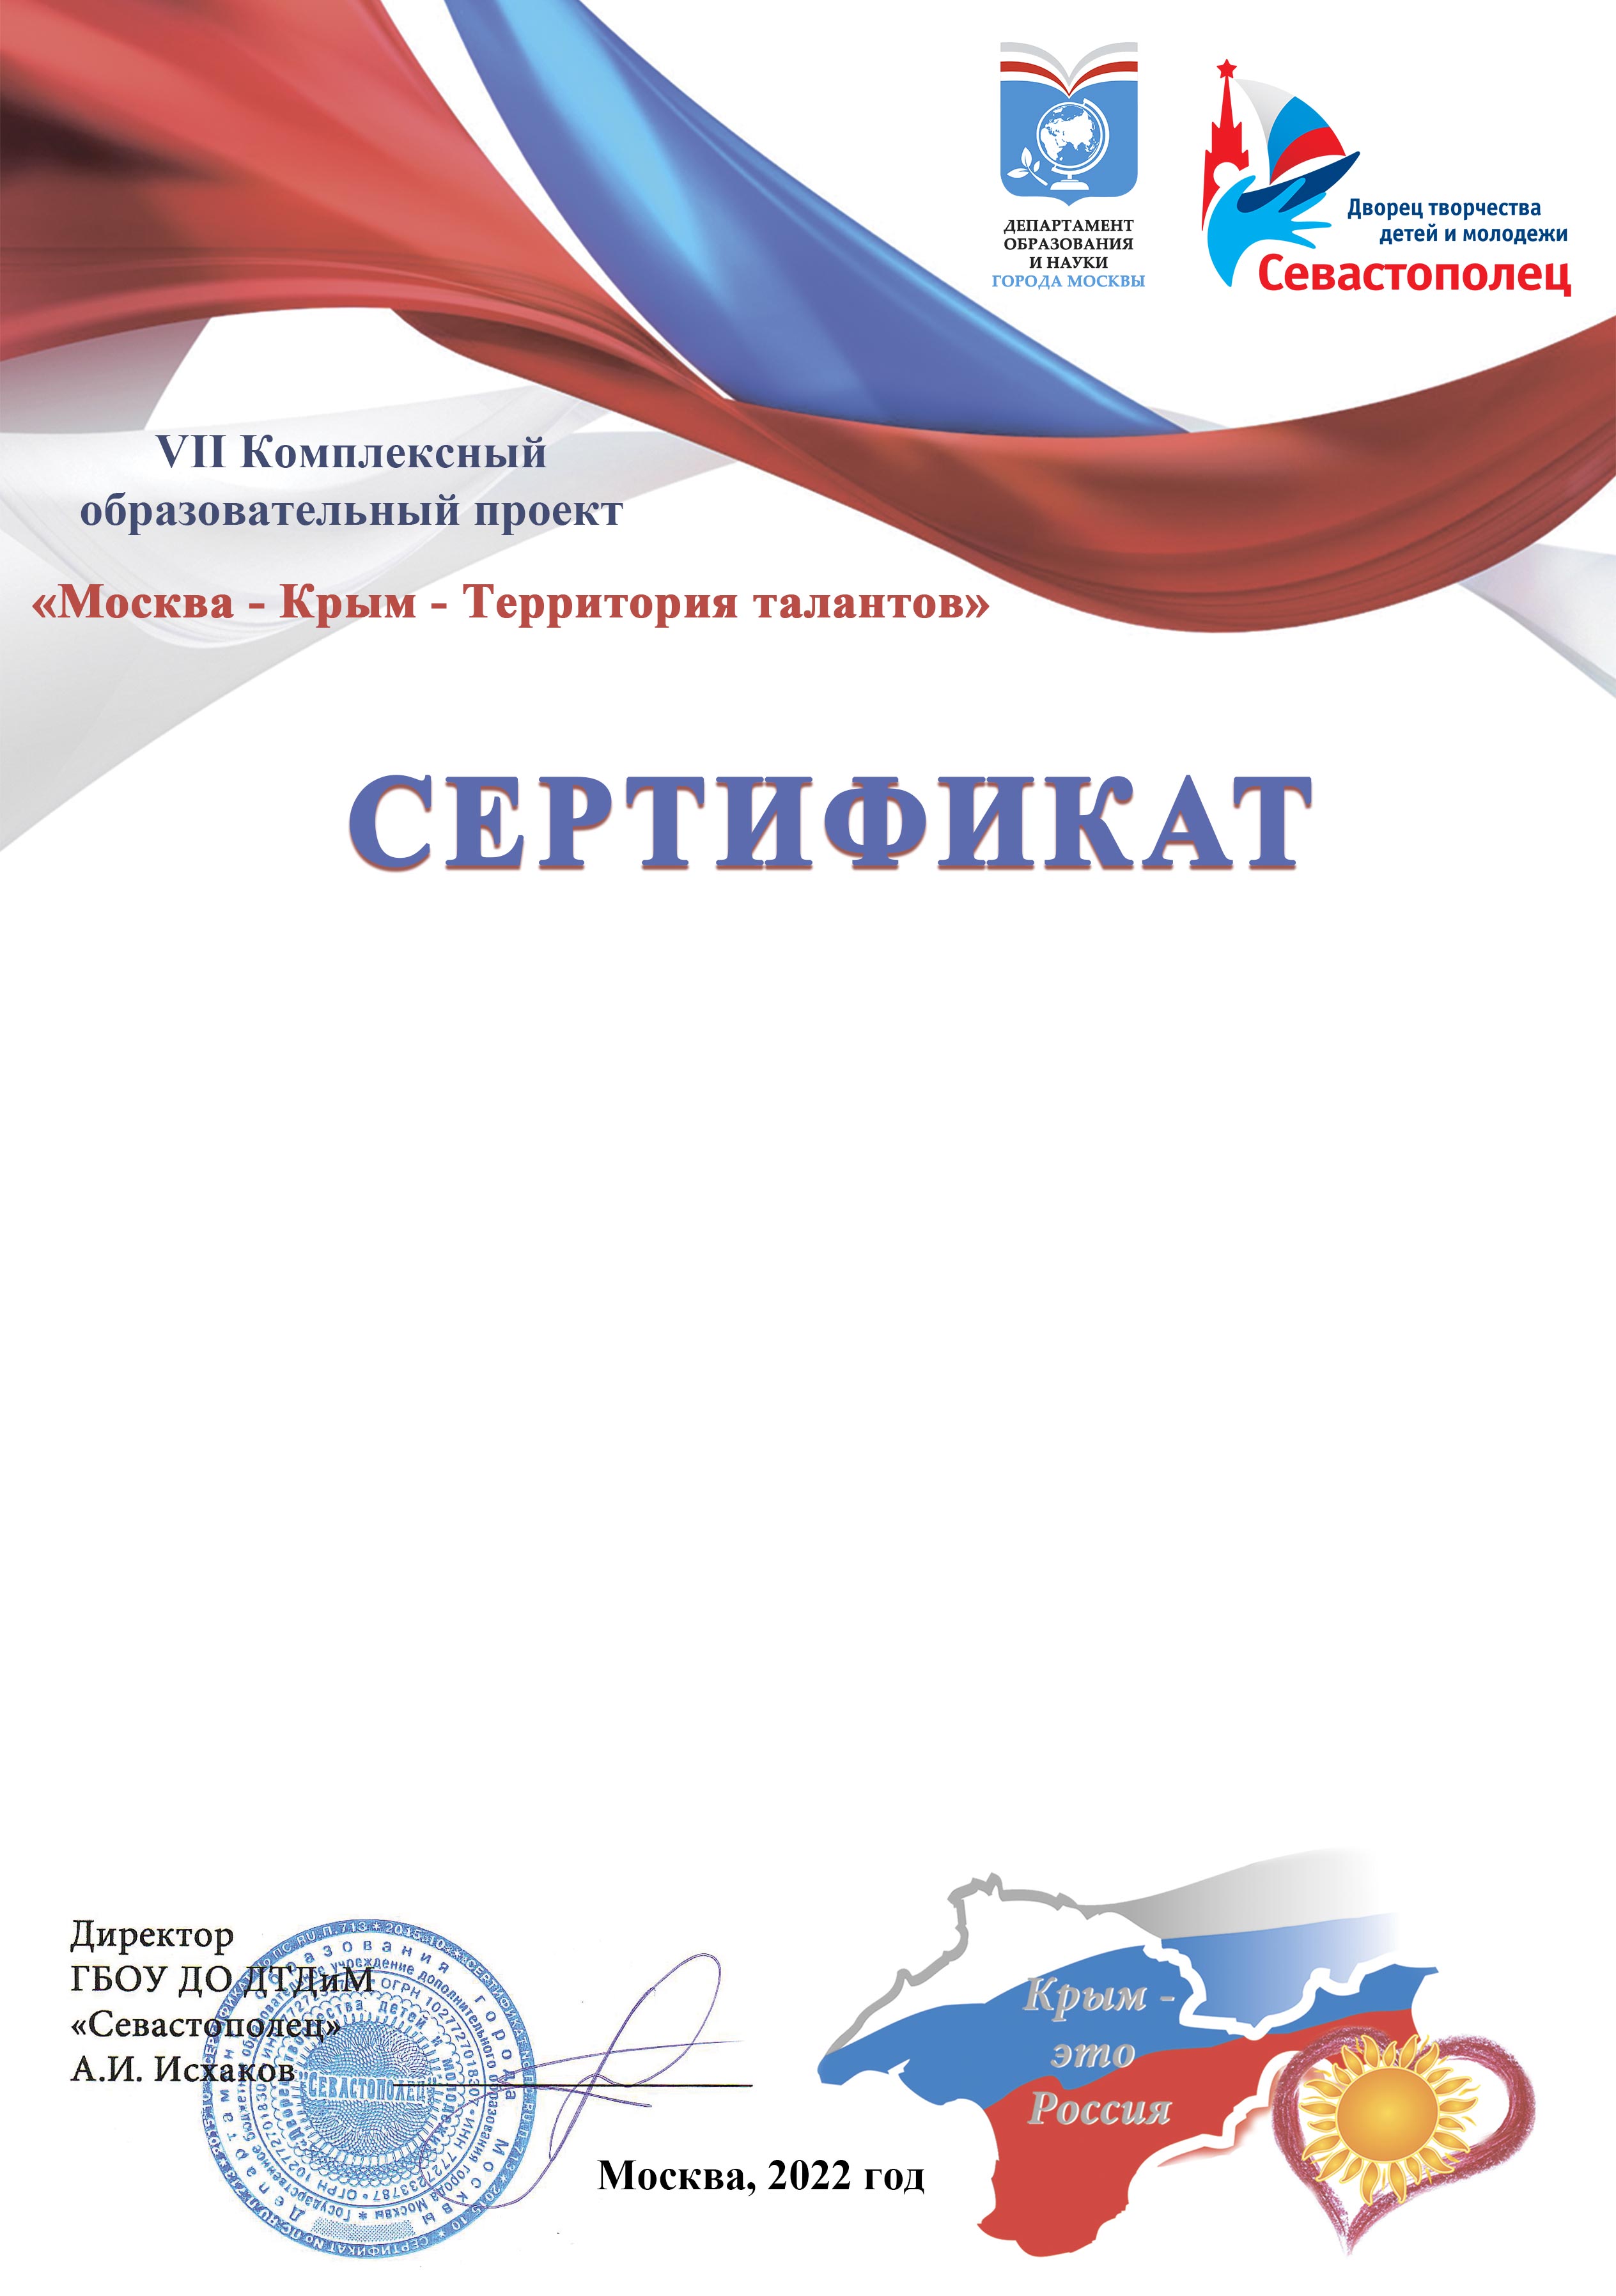 ДЕПАРТАМЕНТ
ОБРАЗОВАНИЯ
И НАУКИ
ГОРОДА МОСКВЫ
Дворец творчества
детей и молодежи
Севастополец
VII Комплексный
образовательный проект
«Москва - Крым - Территория талантов»
СЕРТИФИКАТ
Директор
ГБОУ ДО ДТДиМ
«Севастополец»
А.И. Исхаков
"СЕВАСТОПОЛЕЦ"
Крым -
это
Россия
Москва, 2022 год